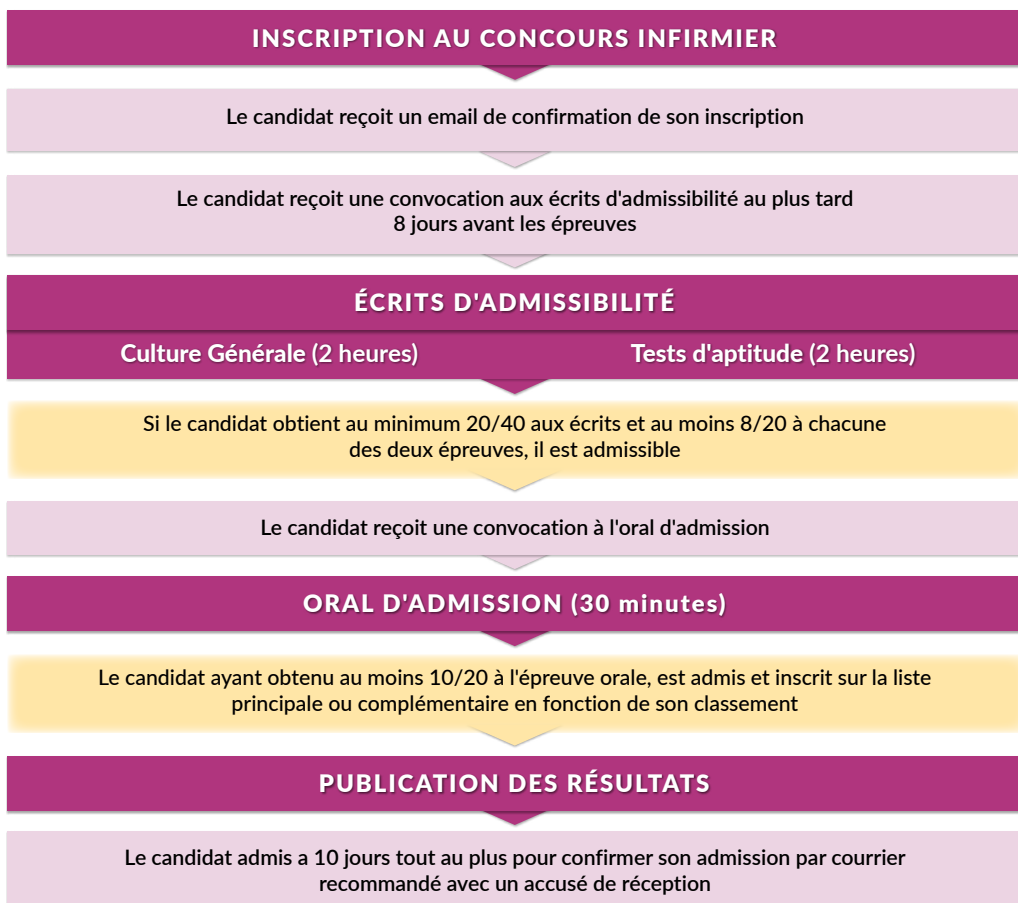 INSCRIPTION AU CONCOURS INFIRMIER
Le candidat reçoit un email de confirmation de son inscription
Le candidat reçoit une convocation aux écrits d'admissibilité au plus tard
8 jours avant les épreuves
ÉCRITS D'ADMISSIBILITÉ
Culture Générale (2 heures) Tests d'aptitude (2 heures)
Si le candidat obtient au minimum 20/40 aux écrits et au moins 8/20 à chacune
des deux épreuves, il est admissible
Le candidat reçoit une convocation à l'oral d'admission
ORAL D'ADMISSION (30 minutes)
Le candidat ayant obtenu au moins 10/20 à l'épreuve orale, est admis et inscrit sur la liste
principale ou complémentaire en fonction de son classement
PUBLICATION DES RÉSULTATS
Le candidat admis a 10 jours tout au plus pour confirmer son admission par courrier
recommandé avec un accusé de réception